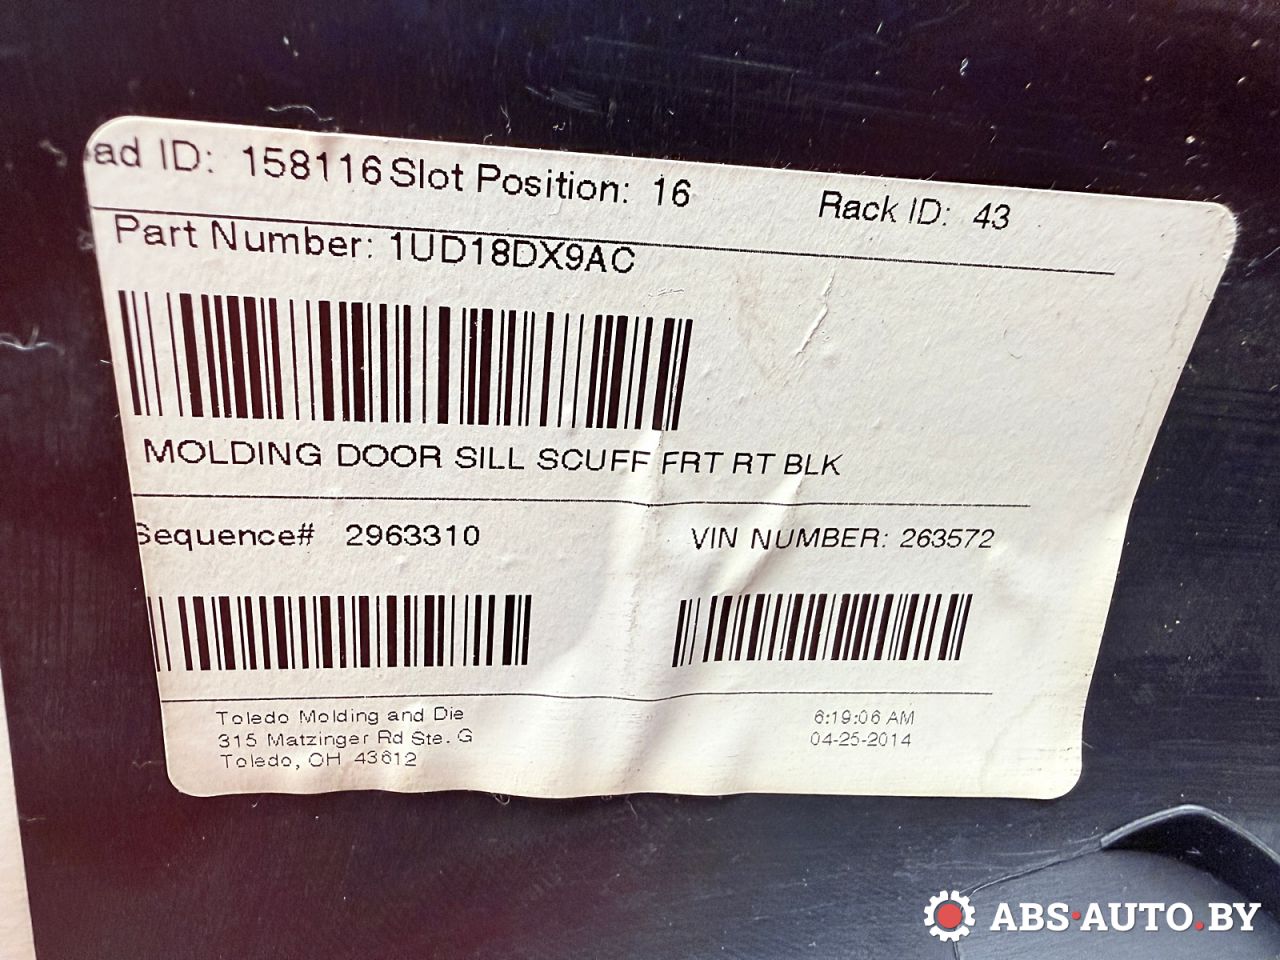 ad ID: 158116 Slot Position: 16 Rack ID: 43
Part Number: 1UD18DX9AC
MOLDING DOOR SILL SCUFF FRT RT BLK
Sequence# 2963310 VIN NUMBER: 263572
Toledo Molding and Die
315 Matzinger Rd Ste. G
Toledo, OH 43612
6:19:06 AM
04-25-2014
ABS·AUTO.BY